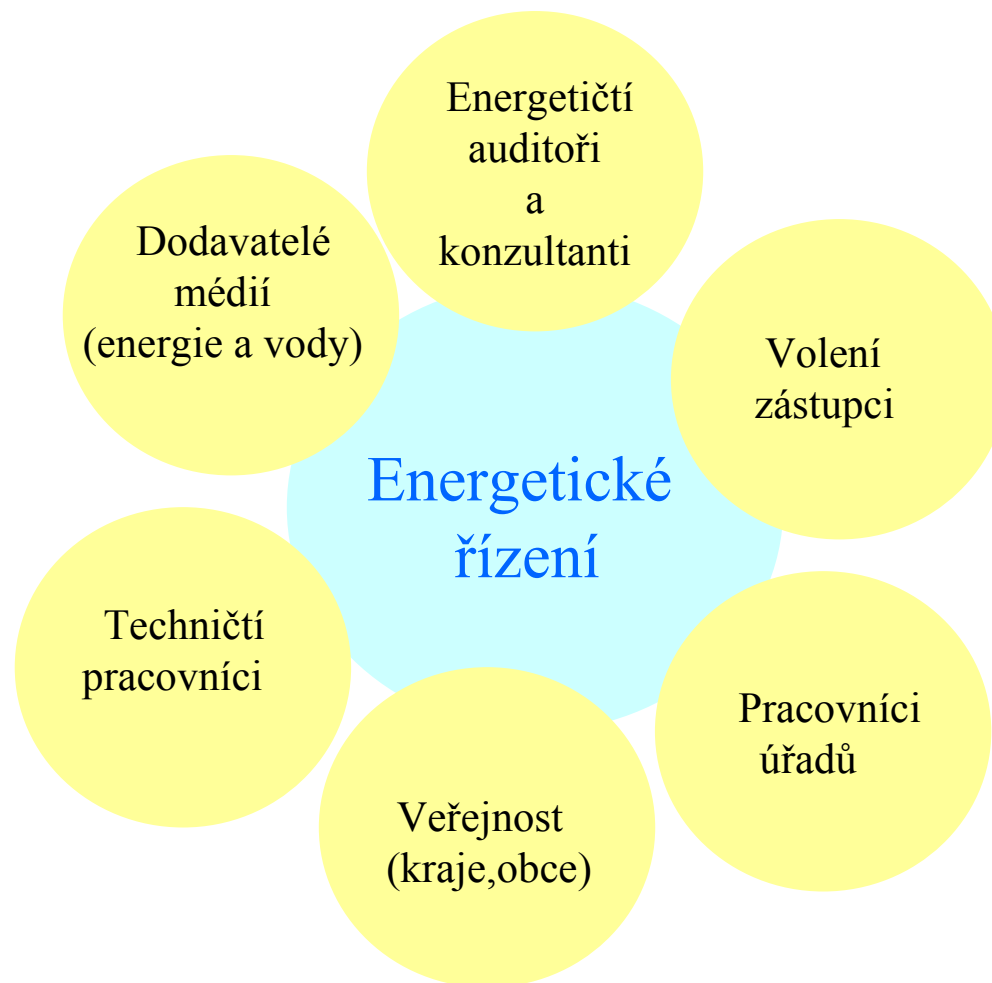 Energetičtí
auditoři
a
konzultanti
Dodavatelé
médií
(energie a vody)
Volení
zástupci
Energetické
řízení
Techničtí
pracovníci
Pracovníci
úřadů
Veřejnost
(kraje,obce)